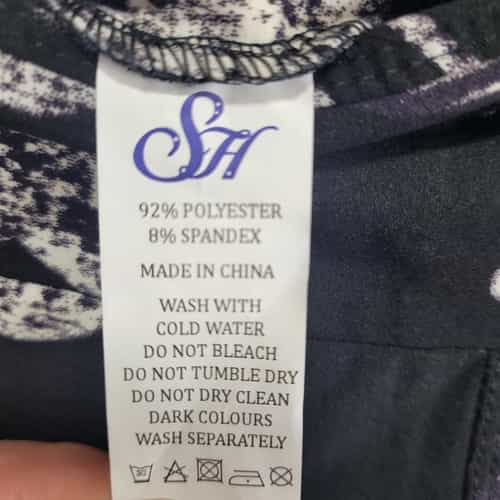 SH
92% POLYESTER
8% SPANDEX
MADE IN CHINA
WASH WITH
COLD WATER
DO NOT BLEACH
DO NOT TUMBLE DRY
DO NOT DRY CLEAN
DARK COLOURS
WASH SEPARATELY